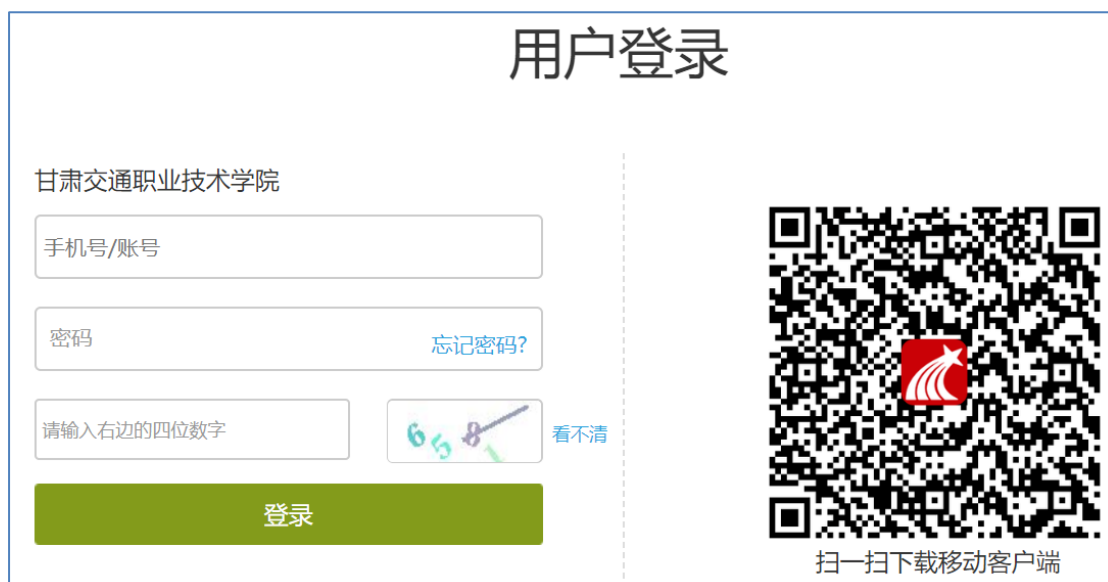 用户登录
甘肃交通职业技术学院
手机号/账号
密码
忘记密码?
请输入右边的四位数字
看不清
登录
扫一扫下载移动客户端